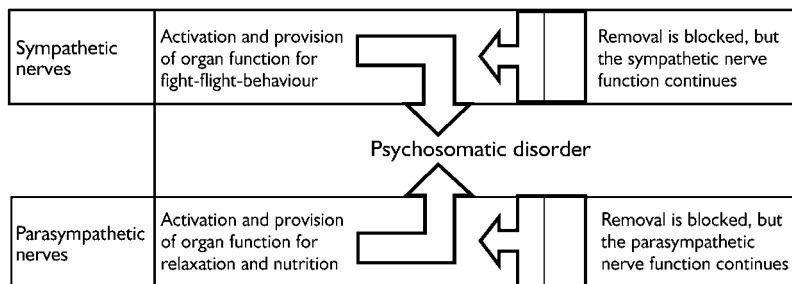 Sympathetic
nerves
Activation and provision
of organ function for
fight-flight-behaviour
Removal is blocked, but
the sympathetic nerve
function continues
Psychosomatic disorder
Parasympathetic
nerves
Activation and provision
of organ function for
relaxation and nutrition
Removal is blocked, but
the parasympathetic
nerve function continues